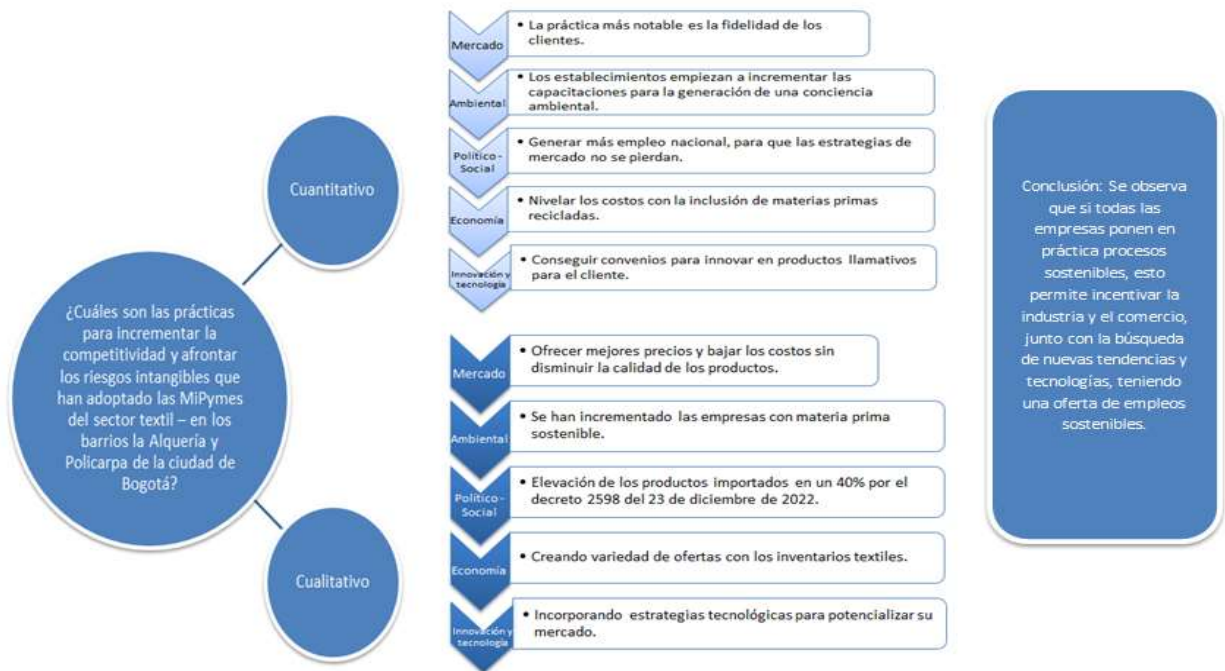 ¿Cuáles son las prácticas
para incrementar la
competitividad y afrontar
los riesgos intangibles que
han adoptado las MiPymes
del sector textil – en los
barrios la Alquería y
Policarpa de la ciudad de
Bogotá?
Cuantitativo
Mercado
• La práctica más notable es la fidelidad de los
clientes.
Ambiental
• Los establecimientos empiezan a incrementar las
capacitaciones para la generación de una conciencia
ambiental.
Político -
Social
• Generar más empleo nacional, para que las estrategias de
mercado no se pierdan.
Economía
• Nivelar los costos con la inclusión de materias primas
recicladas.
Innovación y
tecnología
• Conseguir convenios para innovar en productos llamativos
para el cliente.
Cualitativo
Mercado
• Ofrecer mejores precios y bajar los costos sin
disminuir la calidad de los productos.
Ambiental
• Se han incrementado las empresas con materia prima
sostenible.
Político -
Social
• Elevación de los productos importados en un 40% por el
decreto 2598 del 23 de diciembre de 2022.
Economía
• Creando variedad de ofertas con los inventarios textiles.
Innovación y
tecnología
• Incorporando estrategias tecnológicas para potencializar su
mercado.
Conclusión: Se observa
que si todas las
empresas ponen en
práctica procesos
sostenibles, esto
permite incentivar la
industria y el comercio,
junto con la búsqueda
de nuevas tendencias y
tecnologías, teniendo
una oferta de empleos
sostenibles.